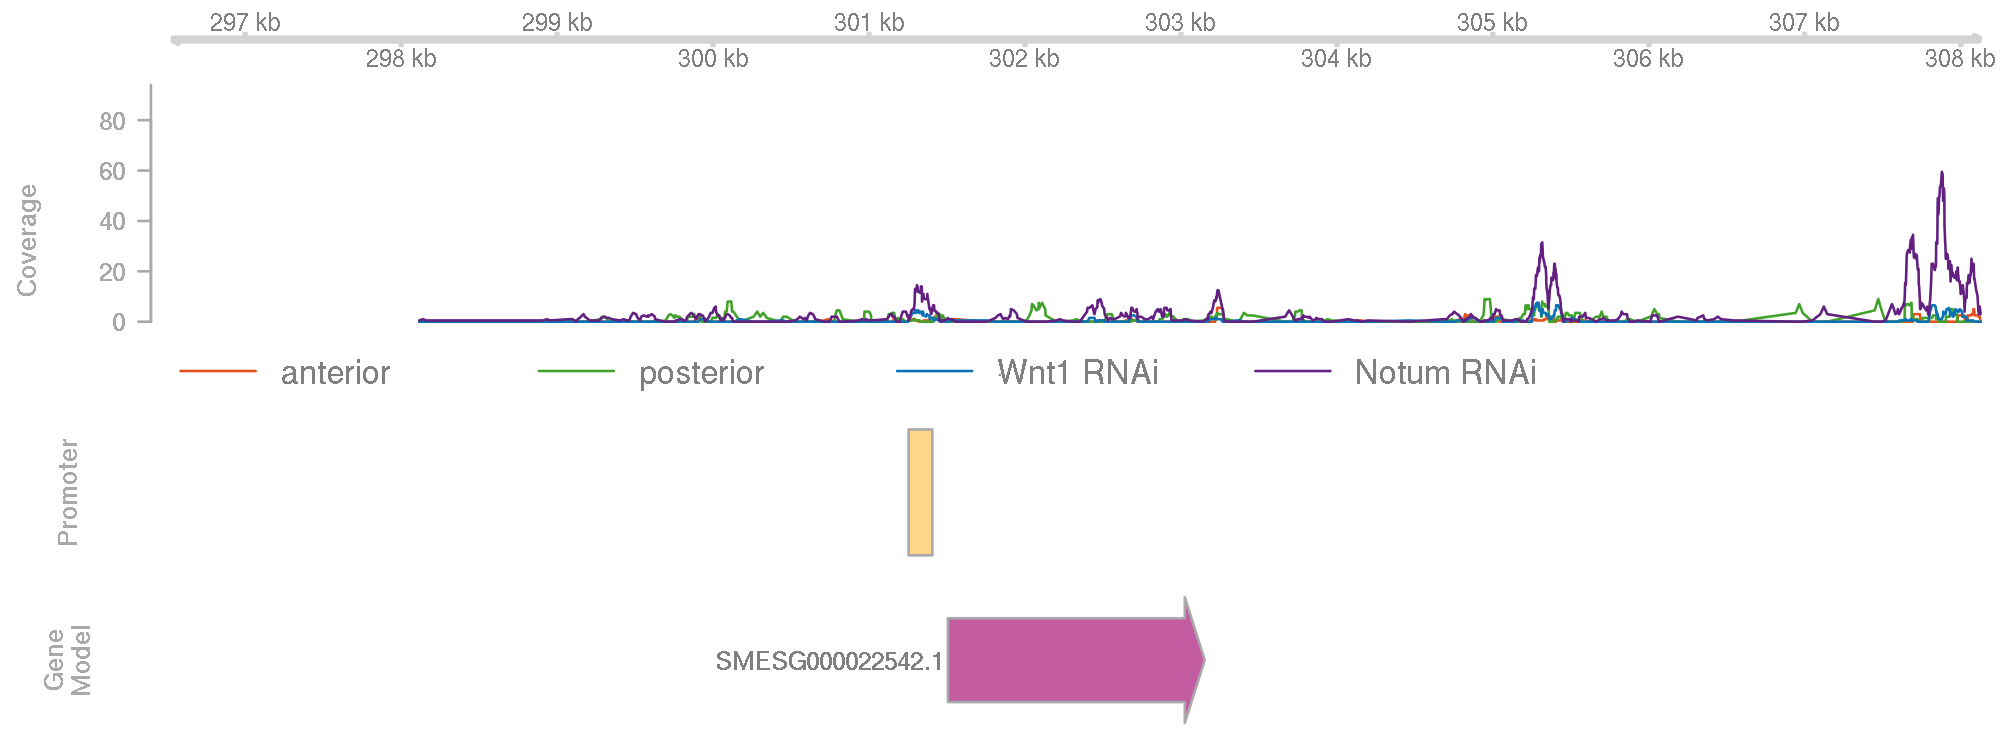 297 kb 299 kb 301 kb 303 kb 305 kb 307 kb
298 kb 300 kb 302 kb 304 kb 306 kb 308 kb
Coverage
80
60
40
20
0
anterior posterior Wnt1 RNAi Notum RNAi
Promoter
Gene
Model
SMESG000022542.1